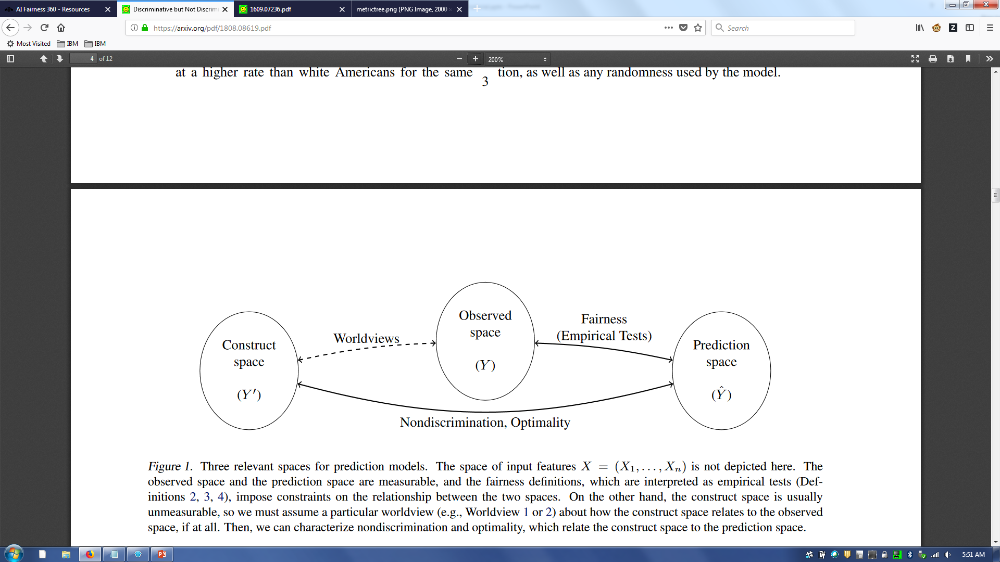 AI Fairness 360 - Resources
Discriminative but Not Discrim
1609.07236.pdf
metrictree.png (PNG Image, 2000
https://arxiv.org/pdf/1808.08619.pdf
Search
Most Visited
IBM
IBM
4 of 12
200%
at a higher rate than white Americans for the same
tion, as well as any randomness used by the model.
3
Construct
space
(Y′)
Worldviews
Observed
space
(Y)
Fairness
(Empirical Tests)
Prediction
space
(Ŷ)
Nondiscrimination, Optimality
Figure 1. Three relevant spaces for prediction models. The space of input features X = (X₁, . . . , Xₙ) is not depicted here. The
observed space and the prediction space are measurable, and the fairness definitions, which are interpreted as empirical tests (Def-
initions 2, 3, 4), impose constraints on the relationship between the two spaces. On the other hand, the construct space is usually
unmeasurable, so we must assume a particular worldview (e.g., Worldview 1 or 2) about how the construct space relates to the observed
space, if at all. Then, we can characterize nondiscrimination and optimality, which relate the construct space to the prediction space.
5:51 AM